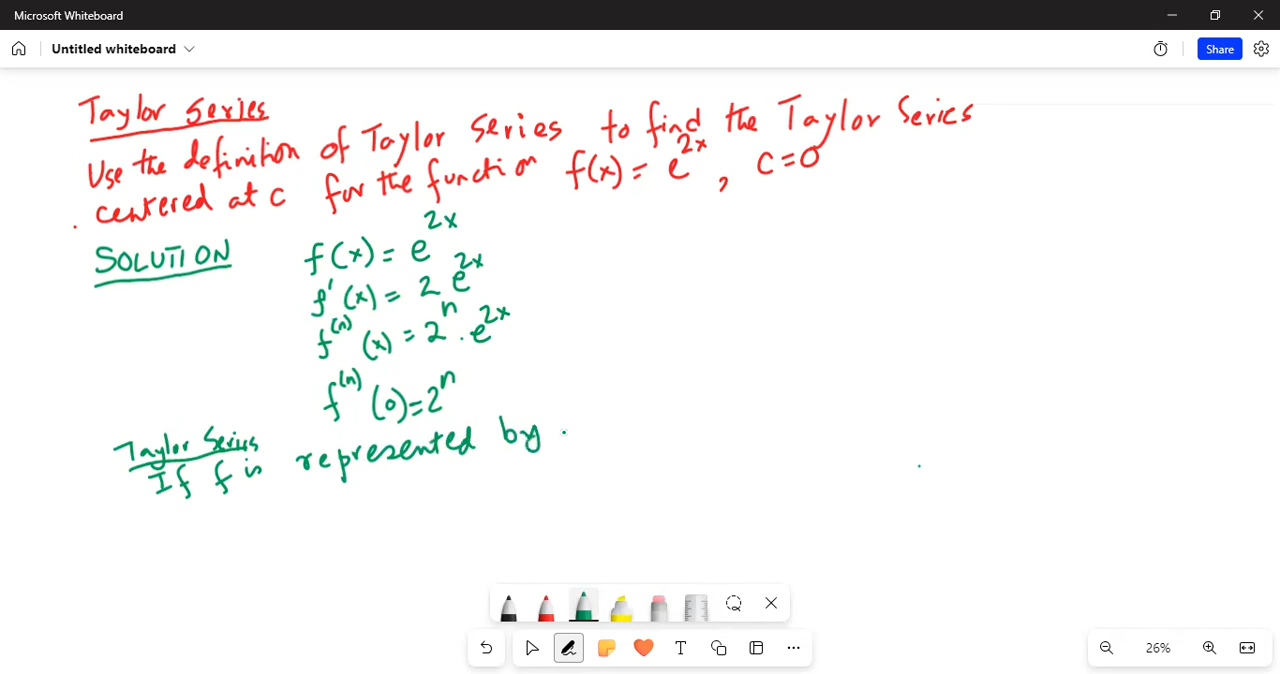 Microsoft Whiteboard
Untitled whiteboard
Share
Taylor Series
Use the definition of Taylor Series to find the Taylor Series
centered at c for the function f(x) = e^{2x}, c=0
SOLUTION
f(x) = e^{2x}
f'(x) = 2 e^{2x}
f^{(n)}(x) = 2^n . e^{2x}
f^{(n)}(0) = 2^n
Taylor Series
If f is represented by
26%